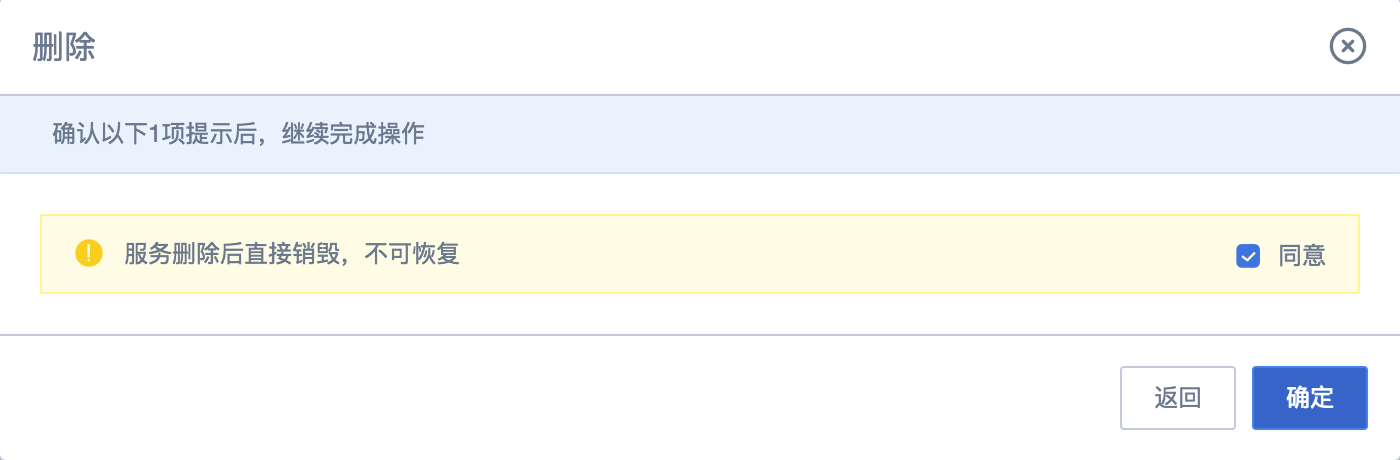 删除
确认以下1项提示后，继续完成操作
服务删除后直接销毁，不可恢复
同意
返回
确定